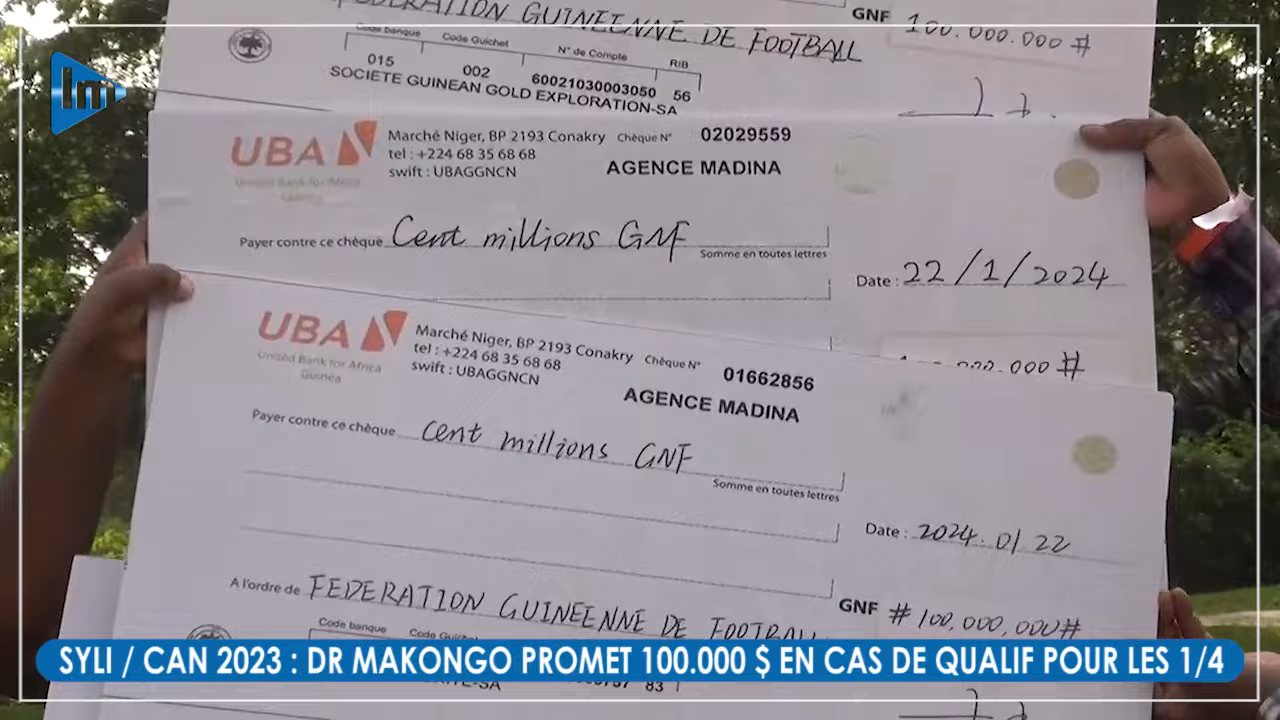 FEDERATION GUINEENNE DE FOOTBALL
GNF 100.000.000 #
Code banque Code Guichet N° de Compte RIB
015 002 60021030003050 56
SOCIETE GUINEAN GOLD EXPLORATION-SA
lm
UBA
United Bank for Africa
Guinea
Marché Niger, BP 2193 Conakry
tel : +224 68 35 68 68
swift : UBAGGNCN
Chèque N° 02029559
AGENCE MADINA
Payer contre ce chèque Cent millions GNF
Somme en toutes lettres
Date : 22/1/2024
.000 #
UBA
United Bank for Africa
Guinea
Marché Niger, BP 2193 Conakry
tel : +224 68 35 68 68
swift : UBAGGNCN
Chèque N° 01662856
AGENCE MADINA
Payer contre ce chèque cent millions GNF
Somme en toutes lettres
Date : 2024.01.22
A l'ordre de FEDERATION GUINEENNE DE FOOTBALL
GNF #100,000,000#
Code banque Code Guichet
SYLI / CAN 2023 : DR MAKONGO PROMET 100.000 $ EN CAS DE QUALIF POUR LES 1/4
83